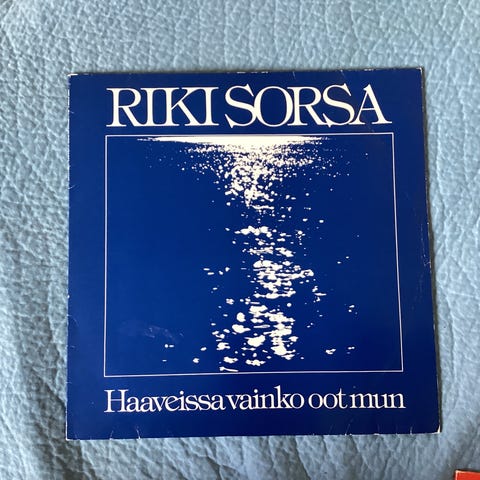 RIKI SORSA
Haaveissa vainko oot mun